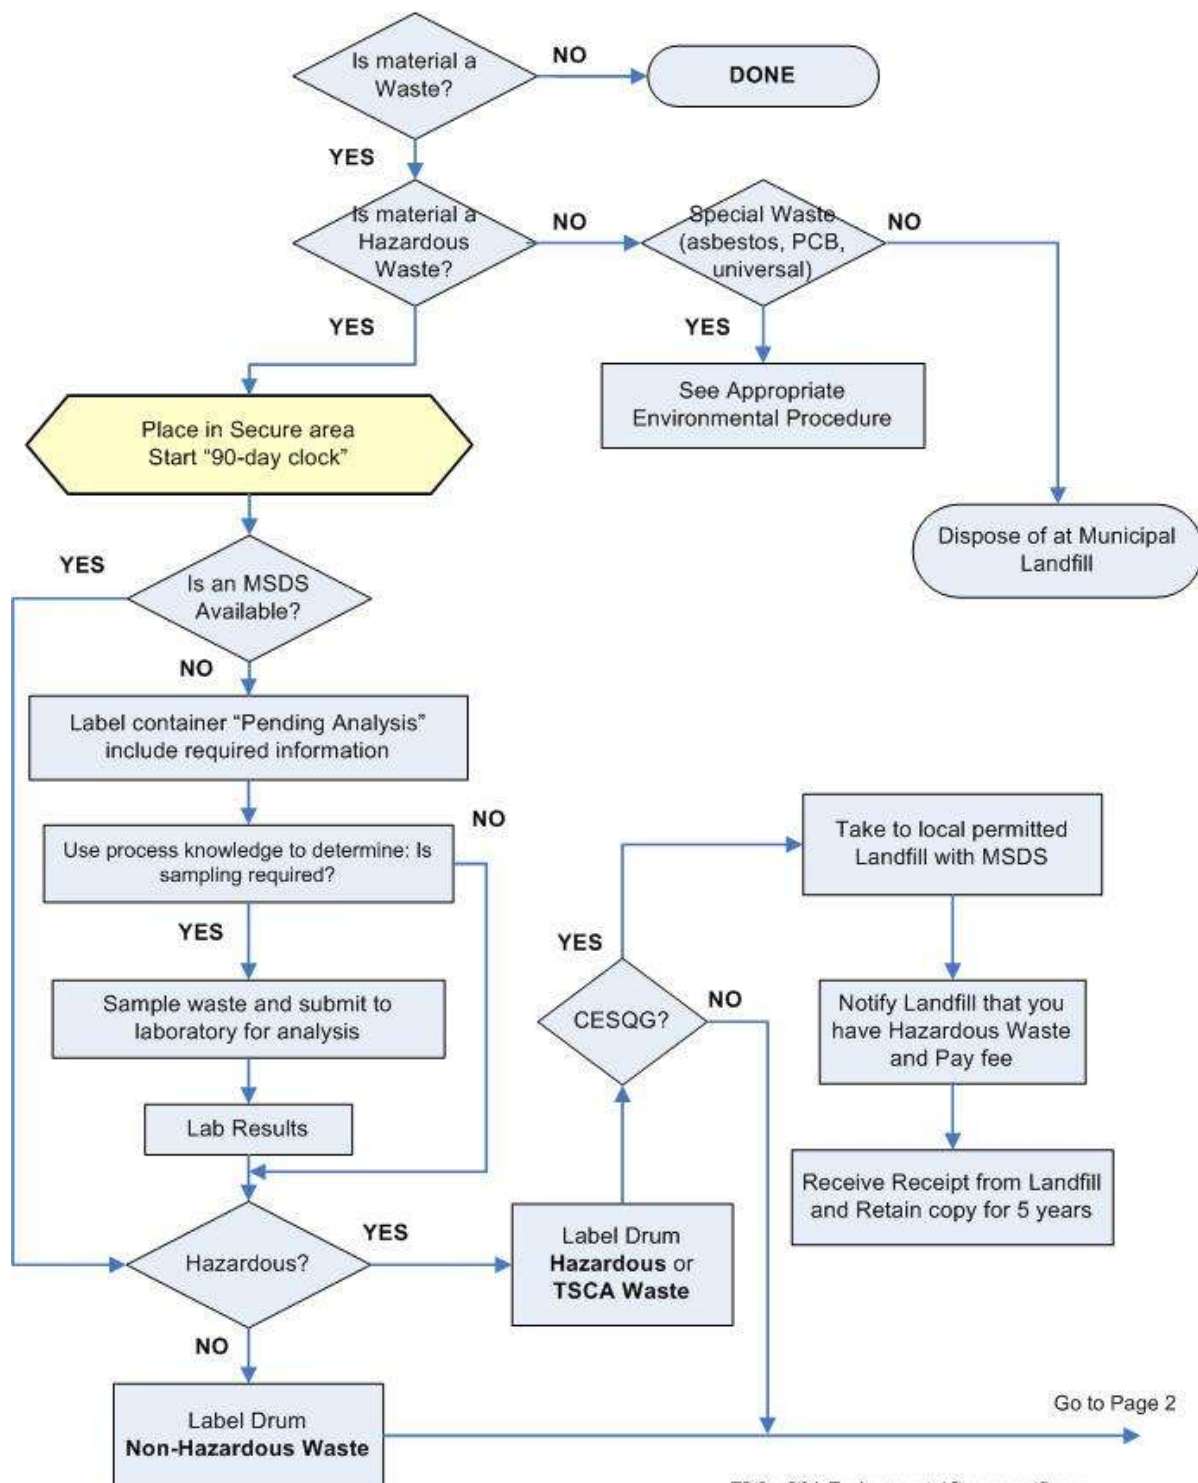 Is material a
Waste?
NO
DONE
YES
Is material a
Hazardous
Waste?
NO
Special Waste
(asbestos, PCB,
universal)
NO
YES
YES
See Appropriate
Environmental Procedure
Place in Secure area
Start “90-day clock”
Dispose of at Municipal
Landfill
YES
Is an MSDS
Available?
NO
Label container “Pending Analysis”
include required information
NO
Use process knowledge to determine: Is
sampling required?
YES
Sample waste and submit to
laboratory for analysis
Lab Results
Hazardous?
YES
NO
Label Drum
Hazardous or
TSCA Waste
CESQG?
YES
NO
Take to local permitted
Landfill with MSDS
Notify Landfill that you
have Hazardous Waste
and Pay fee
Receive Receipt from Landfill
and Retain copy for 5 years
Label Drum
Non-Hazardous Waste
Go to Page 2